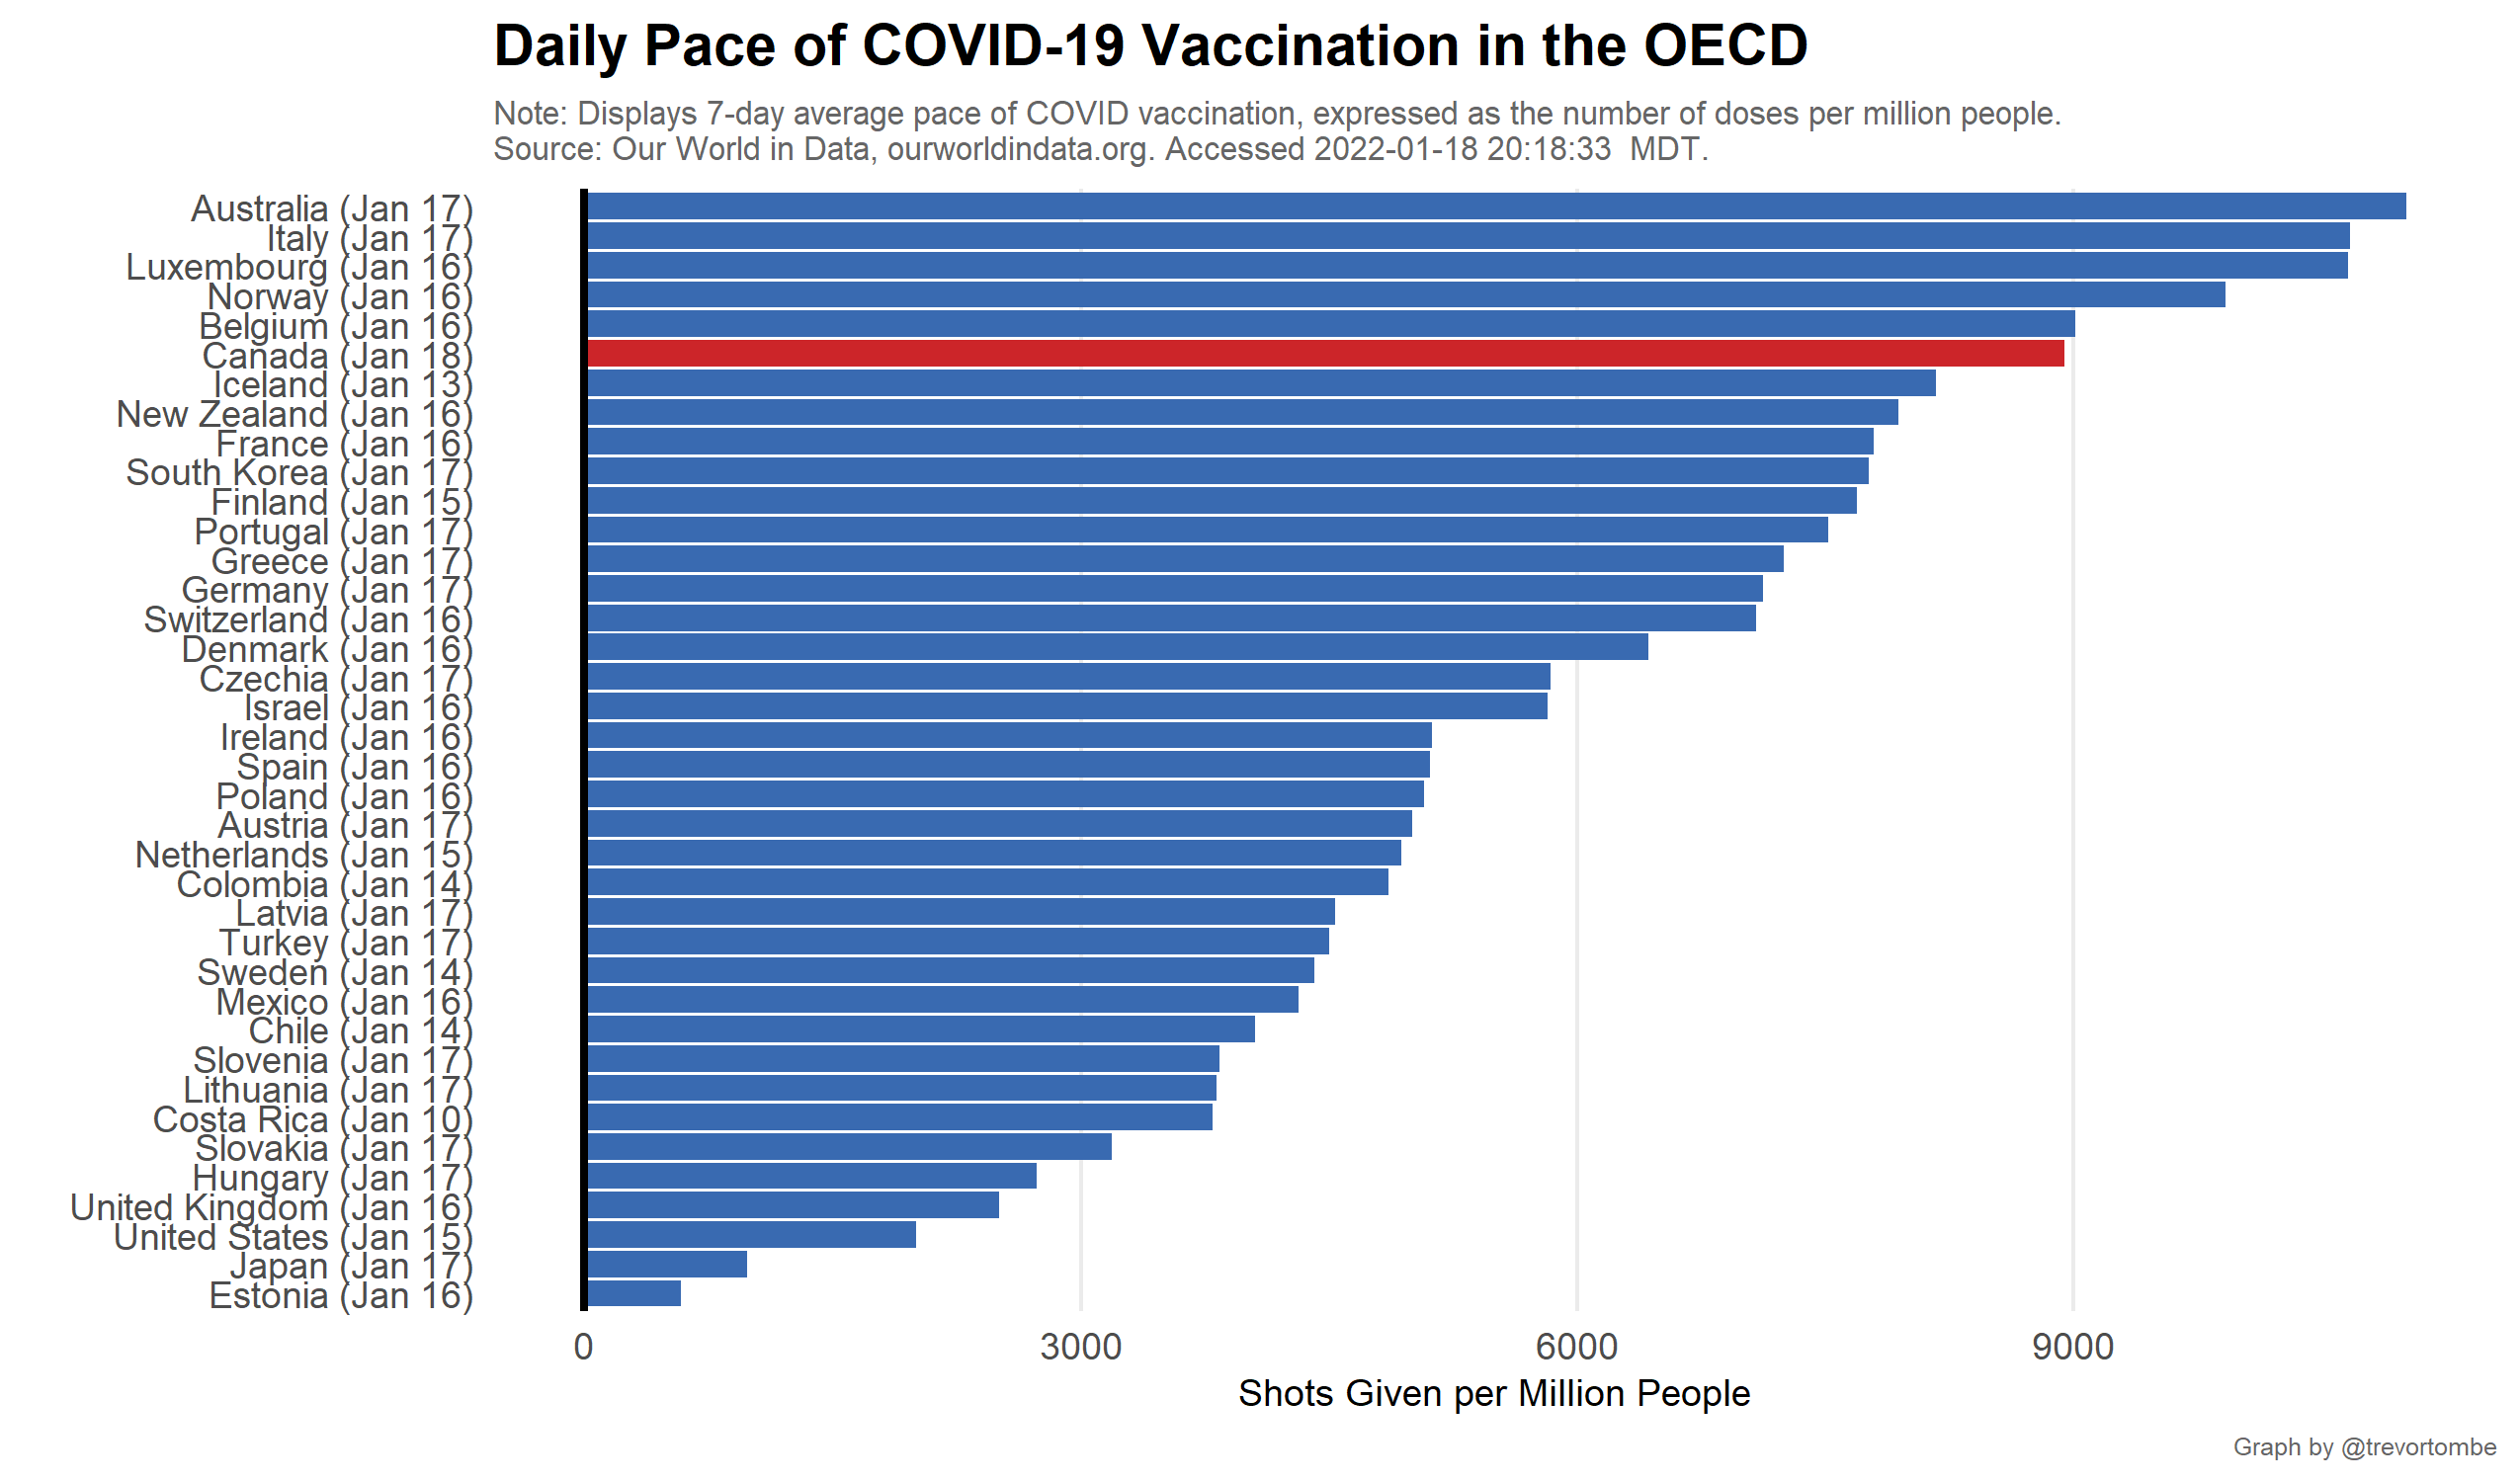 Daily Pace of COVID-19 Vaccination in the OECD
Note: Displays 7-day average pace of COVID vaccination, expressed as the number of doses per million people.
Source: Our World in Data, ourworldindata.org. Accessed 2022-01-18 20:18:33  MDT.
Australia (Jan 17)
Italy (Jan 17)
Luxembourg (Jan 16)
Norway (Jan 16)
Belgium (Jan 16)
Canada (Jan 18)
Iceland (Jan 13)
New Zealand (Jan 16)
France (Jan 16)
South Korea (Jan 17)
Finland (Jan 15)
Portugal (Jan 17)
Greece (Jan 17)
Germany (Jan 17)
Switzerland (Jan 16)
Denmark (Jan 16)
Czechia (Jan 17)
Israel (Jan 16)
Ireland (Jan 16)
Spain (Jan 16)
Poland (Jan 16)
Austria (Jan 17)
Netherlands (Jan 15)
Colombia (Jan 14)
Latvia (Jan 17)
Turkey (Jan 17)
Sweden (Jan 14)
Mexico (Jan 16)
Chile (Jan 14)
Slovenia (Jan 17)
Lithuania (Jan 17)
Costa Rica (Jan 10)
Slovakia (Jan 17)
Hungary (Jan 17)
United Kingdom (Jan 16)
United States (Jan 15)
Japan (Jan 17)
Estonia (Jan 16)
0 3000 6000 9000
Shots Given per Million People
Graph by @trevortombe